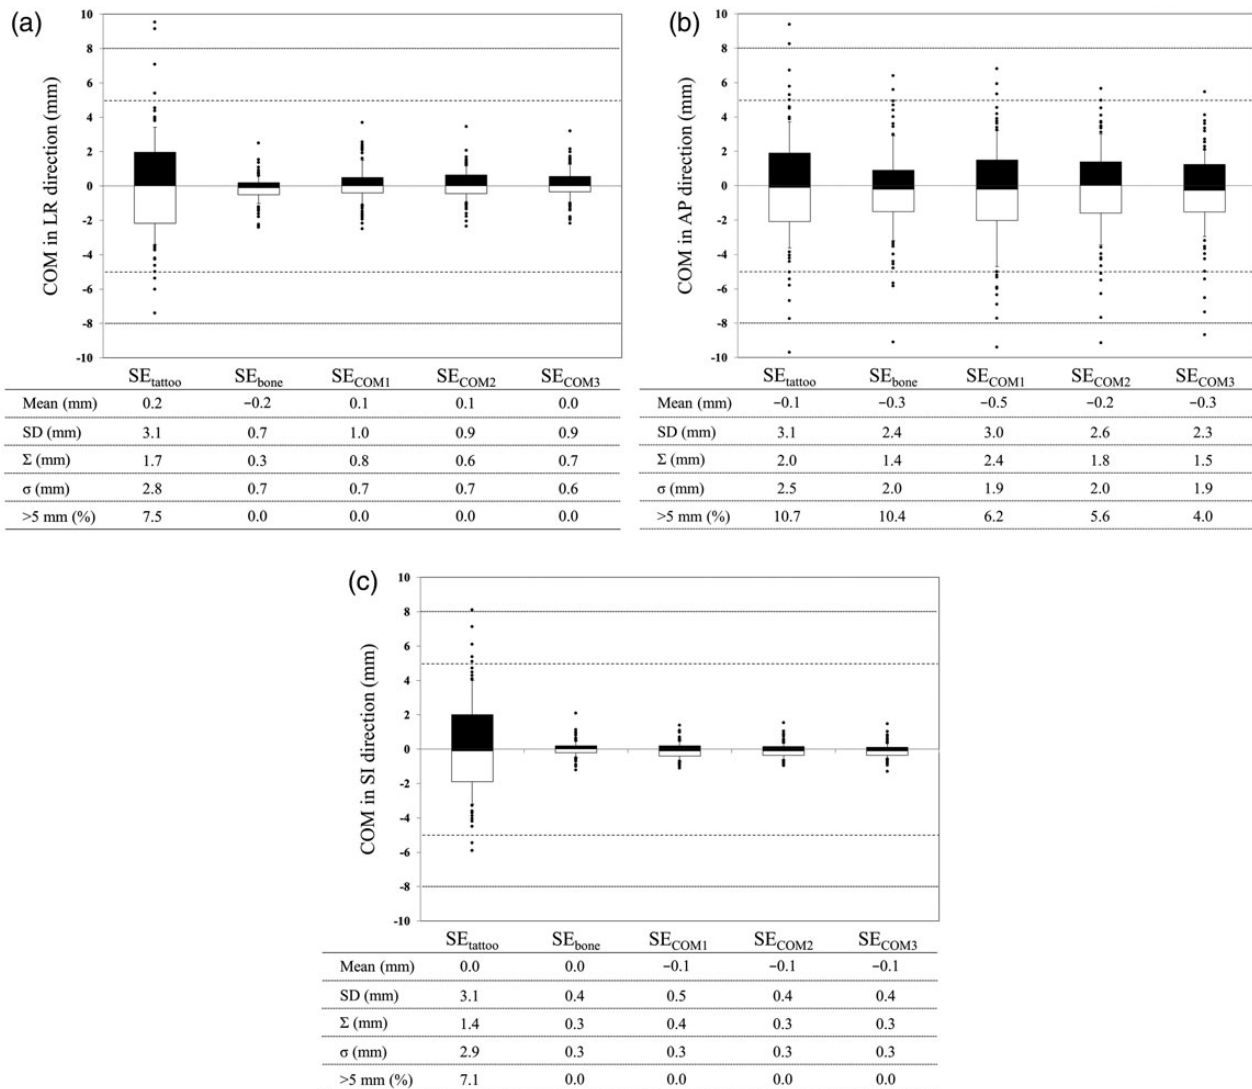 (a)
COM in LR direction (mm)
10
8
6
4
2
0
-2
-4
-6
-8
-10
SEtattoo SEbone SECOM1 SECOM2 SECOM3
Mean (mm) 0.2 −0.2 0.1 0.1 0.0
SD (mm) 3.1 0.7 1.0 0.9 0.9
Σ (mm) 1.7 0.3 0.8 0.6 0.7
σ (mm) 2.8 0.7 0.7 0.7 0.6
>5 mm (%) 7.5 0.0 0.0 0.0 0.0
(b)
COM in AP direction (mm)
10
8
6
4
2
0
-2
-4
-6
-8
-10
SEtattoo SEbone SECOM1 SECOM2 SECOM3
Mean (mm) −0.1 −0.3 −0.5 −0.2 −0.3
SD (mm) 3.1 2.4 3.0 2.6 2.3
Σ (mm) 2.0 1.4 2.4 1.8 1.5
σ (mm) 2.5 2.0 1.9 2.0 1.9
>5 mm (%) 10.7 10.4 6.2 5.6 4.0
(c)
COM in SI direction (mm)
10
8
6
4
2
0
-2
-4
-6
-8
-10
SEtattoo SEbone SECOM1 SECOM2 SECOM3
Mean (mm) 0.0 0.0 −0.1 −0.1 −0.1
SD (mm) 3.1 0.4 0.5 0.4 0.4
Σ (mm) 1.4 0.3 0.4 0.3 0.3
σ (mm) 2.9 0.3 0.3 0.3 0.3
>5 mm (%) 7.1 0.0 0.0 0.0 0.0